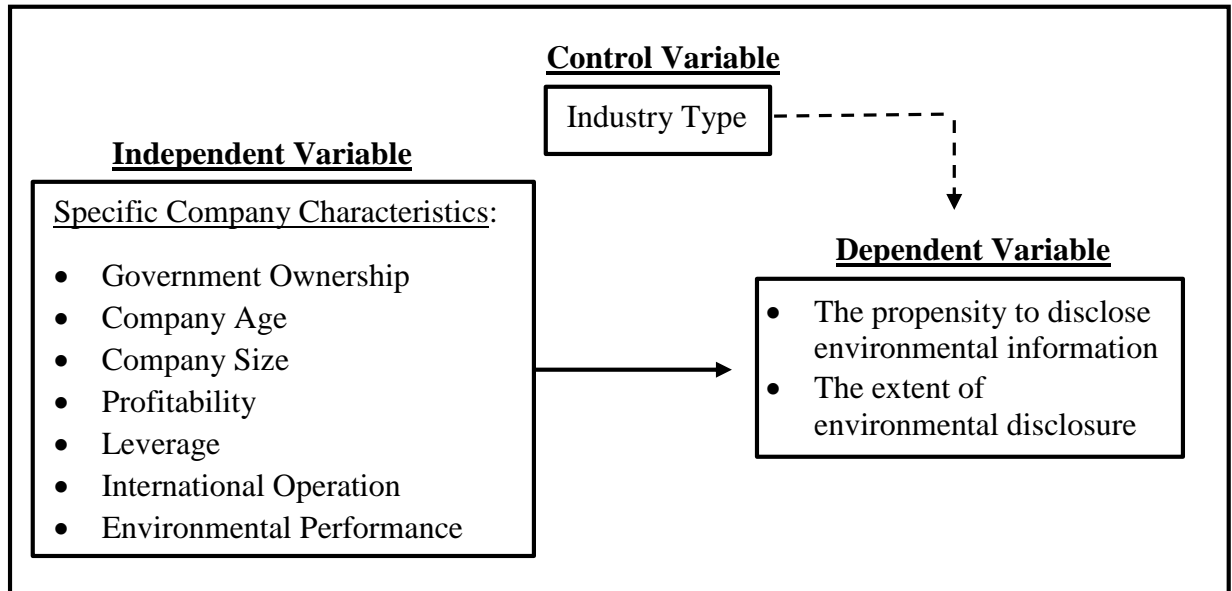 Control Variable
Industry Type
Independent Variable
Specific Company Characteristics:
• Government Ownership
• Company Age
• Company Size
• Profitability
• Leverage
• International Operation
• Environmental Performance
Dependent Variable
• The propensity to disclose
environmental information
• The extent of
environmental disclosure